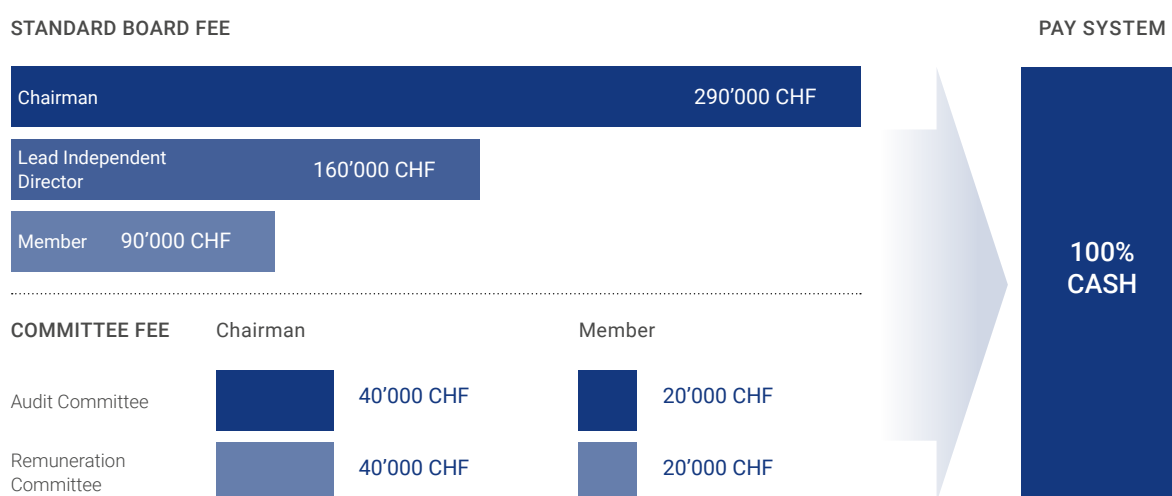 STANDARD BOARD FEE
PAY SYSTEM
Chairman 290’000 CHF
Lead Independent
Director
160’000 CHF
Member 90’000 CHF
100%
CASH
COMMITTEE FEE Chairman Member
Audit Committee 40’000 CHF 20’000 CHF
Remuneration
Committee
40’000 CHF 20’000 CHF